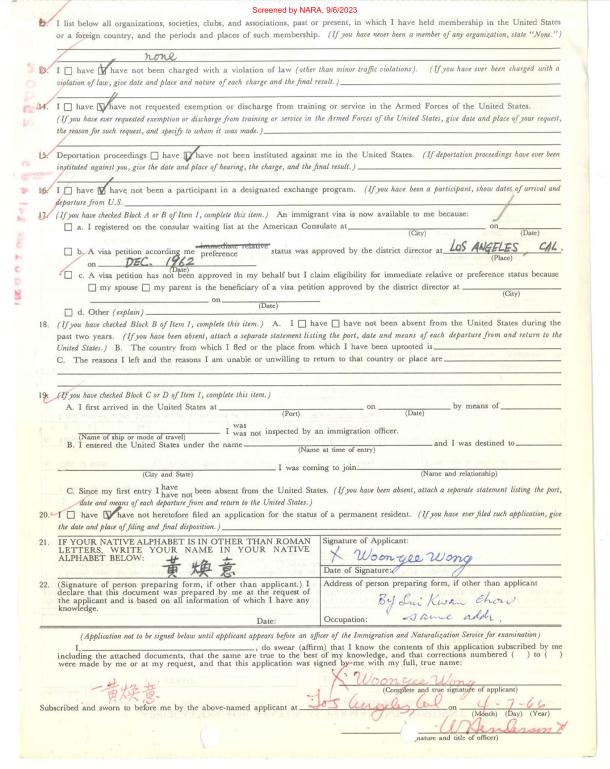 Screened by NARA, 9/6/2023
I list below all organizations, societies, clubs, and associations, past or present, in which I have held membership in the United States
or a foreign country, and the periods and places of such membership. (If you have never been a member of any organization, state "None.")
none
13. I ☐ have ☑ have not been charged with a violation of law (other than minor traffic violations). (If you have ever been charged with a
violation of law, give date and place and nature of each charge and the final result.)
14. I ☐ have ☑ have not requested exemption or discharge from training or service in the Armed Forces of the United States.
(If you have ever requested exemption or discharge from training or service in the Armed Forces of the United States, give date and place of your request,
the reason for such request, and specify to whom it was made.)
15. Deportation proceedings ☐ have ☑ have not been instituted against me in the United States. (If deportation proceedings have ever been
instituted against you, give the date and place of hearing, the charge, and the final result.)
16. I ☐ have ☑ have not been a participant in a designated exchange program. (If you have been a participant, show dates of arrival and
departure from U.S.
17. (If you have checked Block A or B of Item 1, complete this item.) An immigrant visa is now available to me because:
☐ a. I registered on the consular waiting list at the American Consulate at on
(City) (Date)
☐ b. A visa petition according me immediate relative preference status was approved by the district director at LOS ANGELES, CAL.
(Place)
on DEC. 1962
(Date)
☐ c. A visa petition has not been approved in my behalf but I claim eligibility for immediate relative or preference status because
☐ my spouse ☐ my parent is the beneficiary of a visa petition approved by the district director at
(City)
on
(Date)
☐ d. Other (explain)
18. (If you have checked Block B of Item 1, complete this item.) A. I ☐ have ☐ have not been absent from the United States during the
past two years. (If you have been absent, attach a separate statement listing the port, date and means of each departure from and return to the
United States.) B. The country from which I fled or the place from which I have been uprooted is
C. The reasons I left and the reasons I am unable or unwilling to return to that country or place are
19. (If you have checked Block C or D of Item 1, complete this item.)
A. I first arrived in the United States at on by means of
(Port) (Date)
I was was not inspected by an immigration officer.
(Name of ship or mode of travel)
B. I entered the United States under the name and I was destined to
(Name at time of entry)
I was coming to join
(City and State) (Name and relationship)
C. Since my first entry I have have not been absent from the United States. (If you have been absent, attach a separate statement listing the port,
date and means of each departure from and return to the United States.)
20. I ☐ have ☑ have not heretofore filed an application for the status of a permanent resident. (If you have ever filed such application, give
the date and place of filing and final disposition.)
21. IF YOUR NATIVE ALPHABET IS IN OTHER THAN ROMAN
LETTERS, WRITE YOUR NAME IN YOUR NATIVE
ALPHABET BELOW:
黃煥意
Signature of Applicant:
X Woon gee Wong
Date of Signature:
22. (Signature of person preparing form, if other than applicant.) I
declare that this document was prepared by me at the request of
the applicant and is based on all information of which I have any
knowledge.
Date:
Address of person preparing form, if other than applicant
By Sui Kwan Chow
same addr.
Occupation:
(Application not to be signed below until applicant appears before an officer of the Immigration and Naturalization Service for examination)
I, , do swear (affirm) that I know the contents of this application subscribed by me
including the attached documents, that the same are true to the best of my knowledge, and that corrections numbered ( ) to ( )
were made by me or at my request, and that this application was signed by me with my full, true name:
黃煥意
X Woongee Wong
(Complete and true signature of applicant)
Subscribed and sworn to before me by the above-named applicant at Los Angeles, Cal on 4-7-66
(Month) (Day) (Year)
W Henderson
(Signature and title of officer)